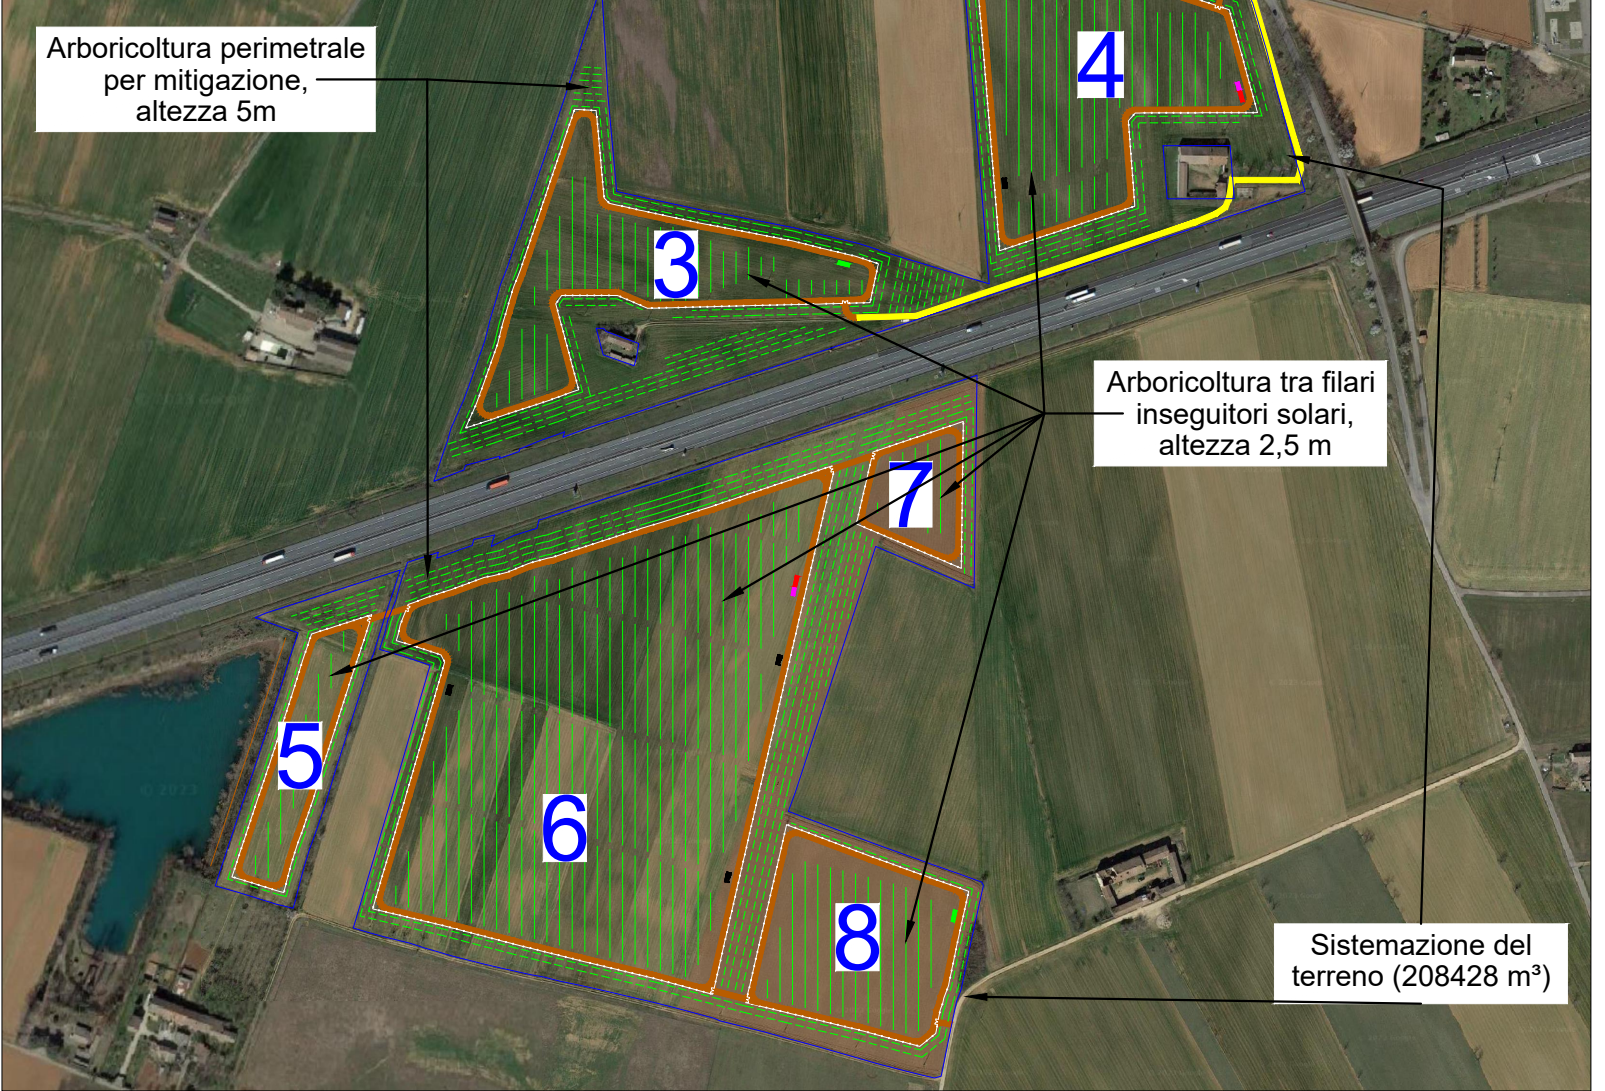 Arboricoltura perimetrale
per mitigazione,
altezza 5m
4
3
Arboricoltura tra filari
inseguitori solari,
altezza 2,5 m
7
5
6
8
Sistemazione del
terreno (208428 m³)
© 2023